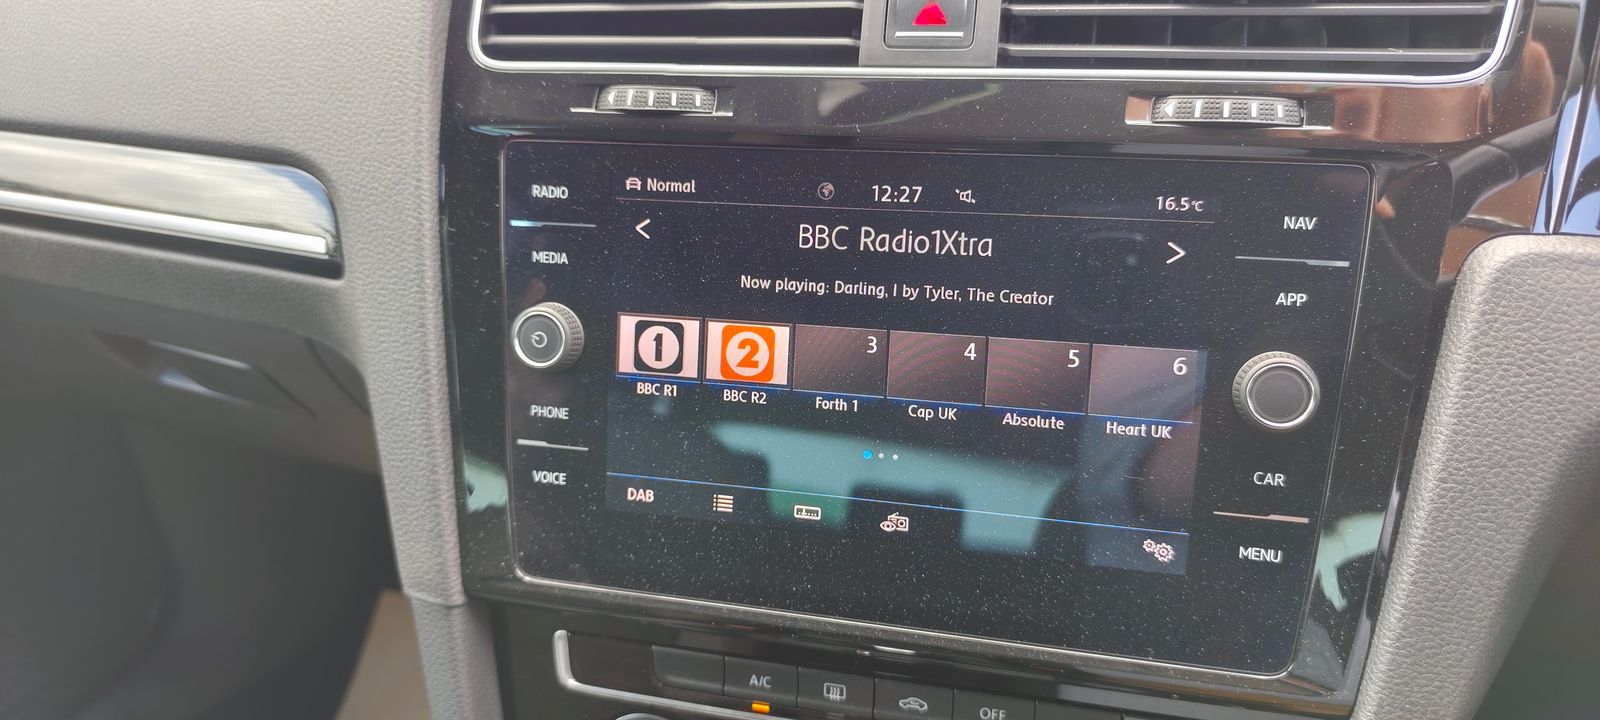 RADIO
MEDIA
PHONE
VOICE
Normal
12:27
16.5°C
BBC Radio1Xtra
Now playing: Darling, I by Tyler, The Creator
1
2
3
4
5
6
BBC R1
BBC R2
Forth 1
Cap UK
Absolute
Heart UK
DAB
NAV
APP
CAR
MENU
A/C
OFF